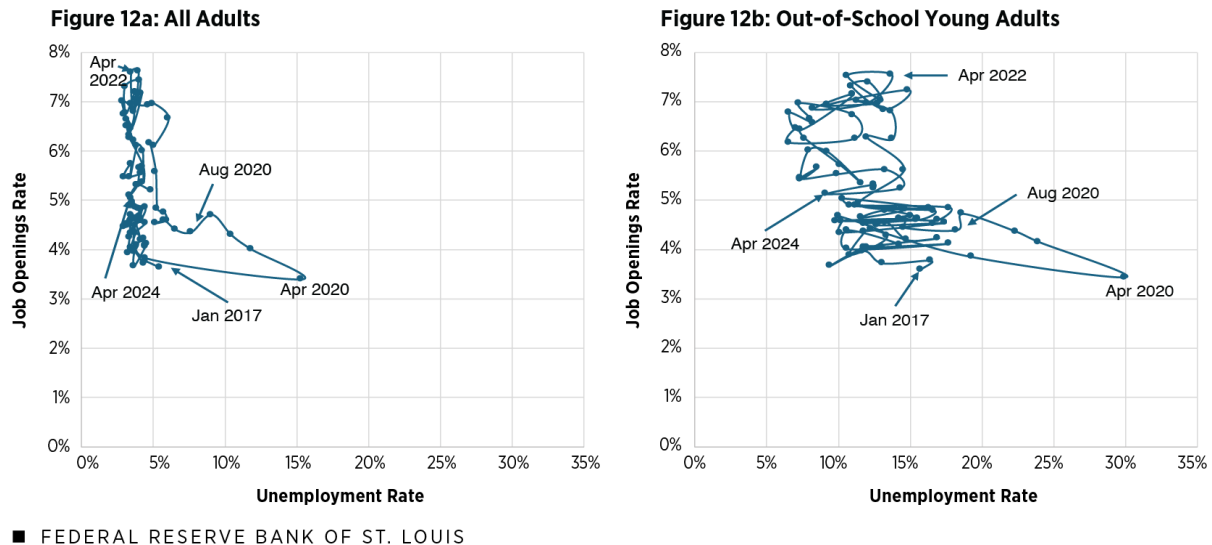 Figure 12a: All Adults
8%
7%
6%
5%
4%
3%
2%
1%
0%
Job Openings Rate
Apr
2022
Aug 2020
Apr 2024
Apr 2020
Jan 2017
0% 5% 10% 15% 20% 25% 30% 35%
Unemployment Rate
Figure 12b: Out-of-School Young Adults
8%
7%
6%
5%
4%
3%
2%
1%
0%
Job Openings Rate
Apr 2022
Aug 2020
Apr 2024
Apr 2020
Jan 2017
0% 5% 10% 15% 20% 25% 30% 35%
Unemployment Rate
■ FEDERAL RESERVE BANK OF ST. LOUIS